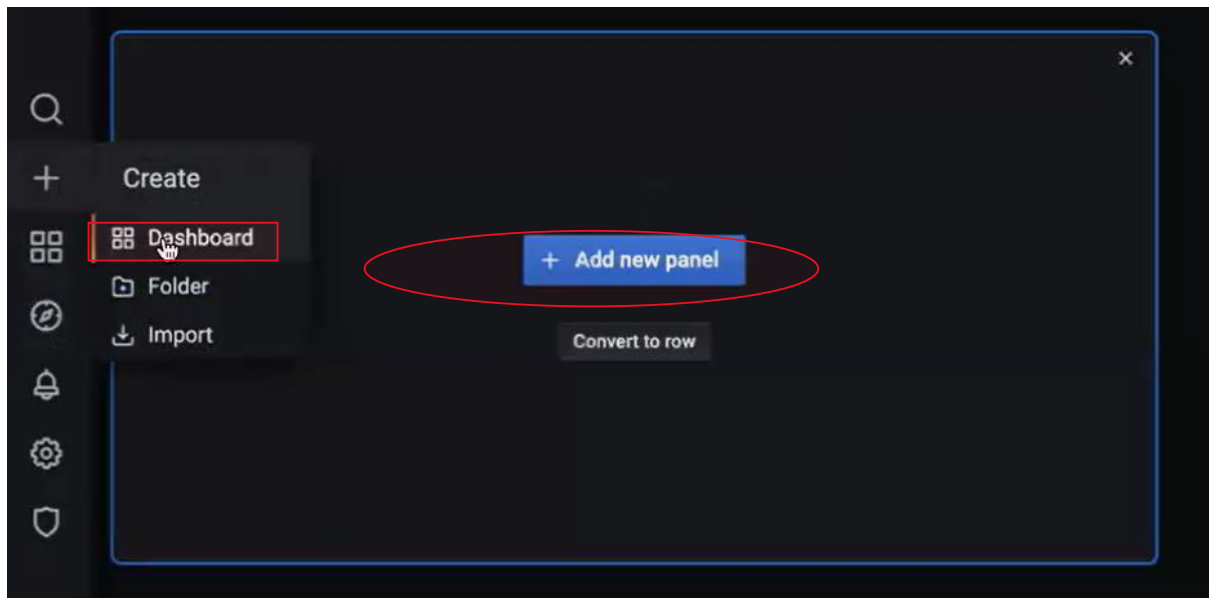 Create
Dashboard
Folder
Import
+ Add new panel
Convert to row